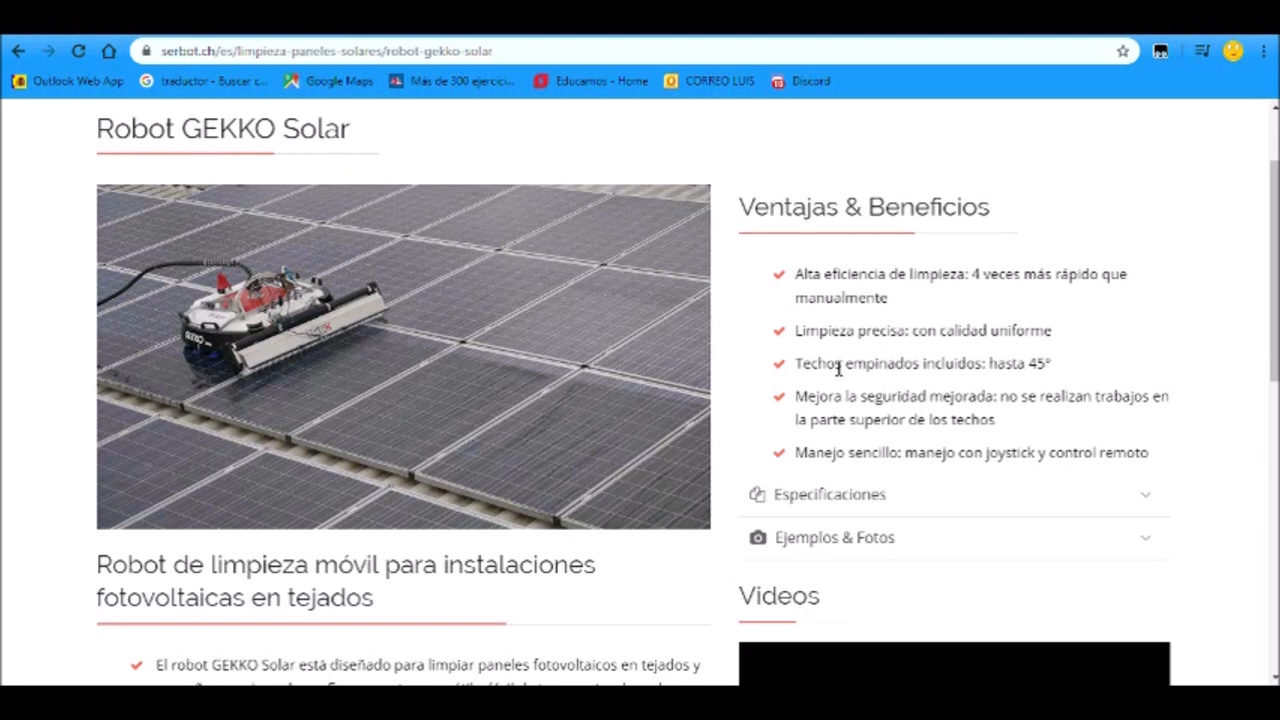 serbot.ch/es/limpieza-paneles-solares/robot-gekko-solar
Outlook Web App
traductor - Buscar c...
Google Maps
Más de 300 ejercici...
Educamos - Home
CORREO LUIS
Discord
Robot GEKKO Solar
Ventajas & Beneficios
Alta eficiencia de limpieza: 4 veces más rápido que
manualmente
Limpieza precisa: con calidad uniforme
Techos empinados incluidos: hasta 45°
Mejora la seguridad mejorada: no se realizan trabajos en
la parte superior de los techos
Manejo sencillo: manejo con joystick y control remoto
Especificaciones
Ejemplos & Fotos
Videos
Robot de limpieza móvil para instalaciones
fotovoltaicas en tejados
El robot GEKKO Solar está diseñado para limpiar paneles fotovoltaicos en tejados y